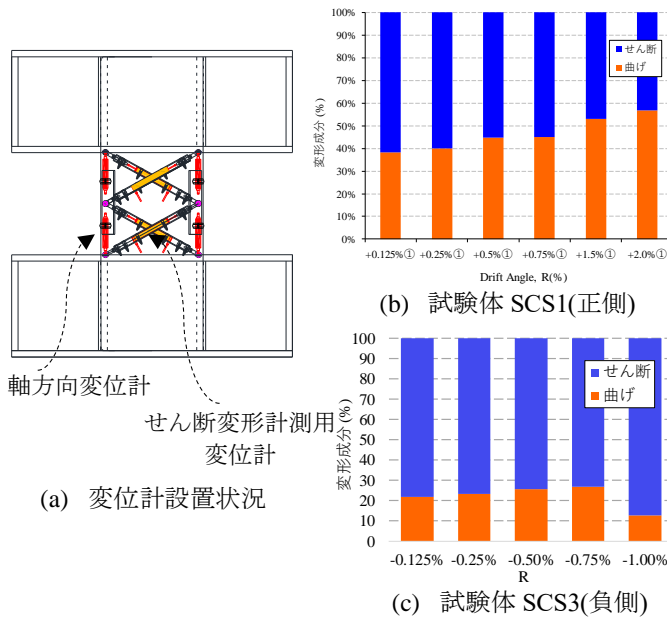 軸方向変位計
せん断変形計測用
変位計
(a) 変位計設置状況
100%
90%
80%
70%
60%
50%
40%
30%
20%
10%
0%
変形成分(%)
せん断
曲げ
+0.125%① +0.25%① +0.5%① +0.75%① +1.5%① +2.0%①
Drift Angle, R(%)
(b) 試験体 SCS1(正側)
100
90
80
70
60
50
40
30
20
10
0
変形成分(%)
せん断
曲げ
-0.125% -0.25% -0.50% -0.75% -1.00%
R
(c) 試験体 SCS3(負側)